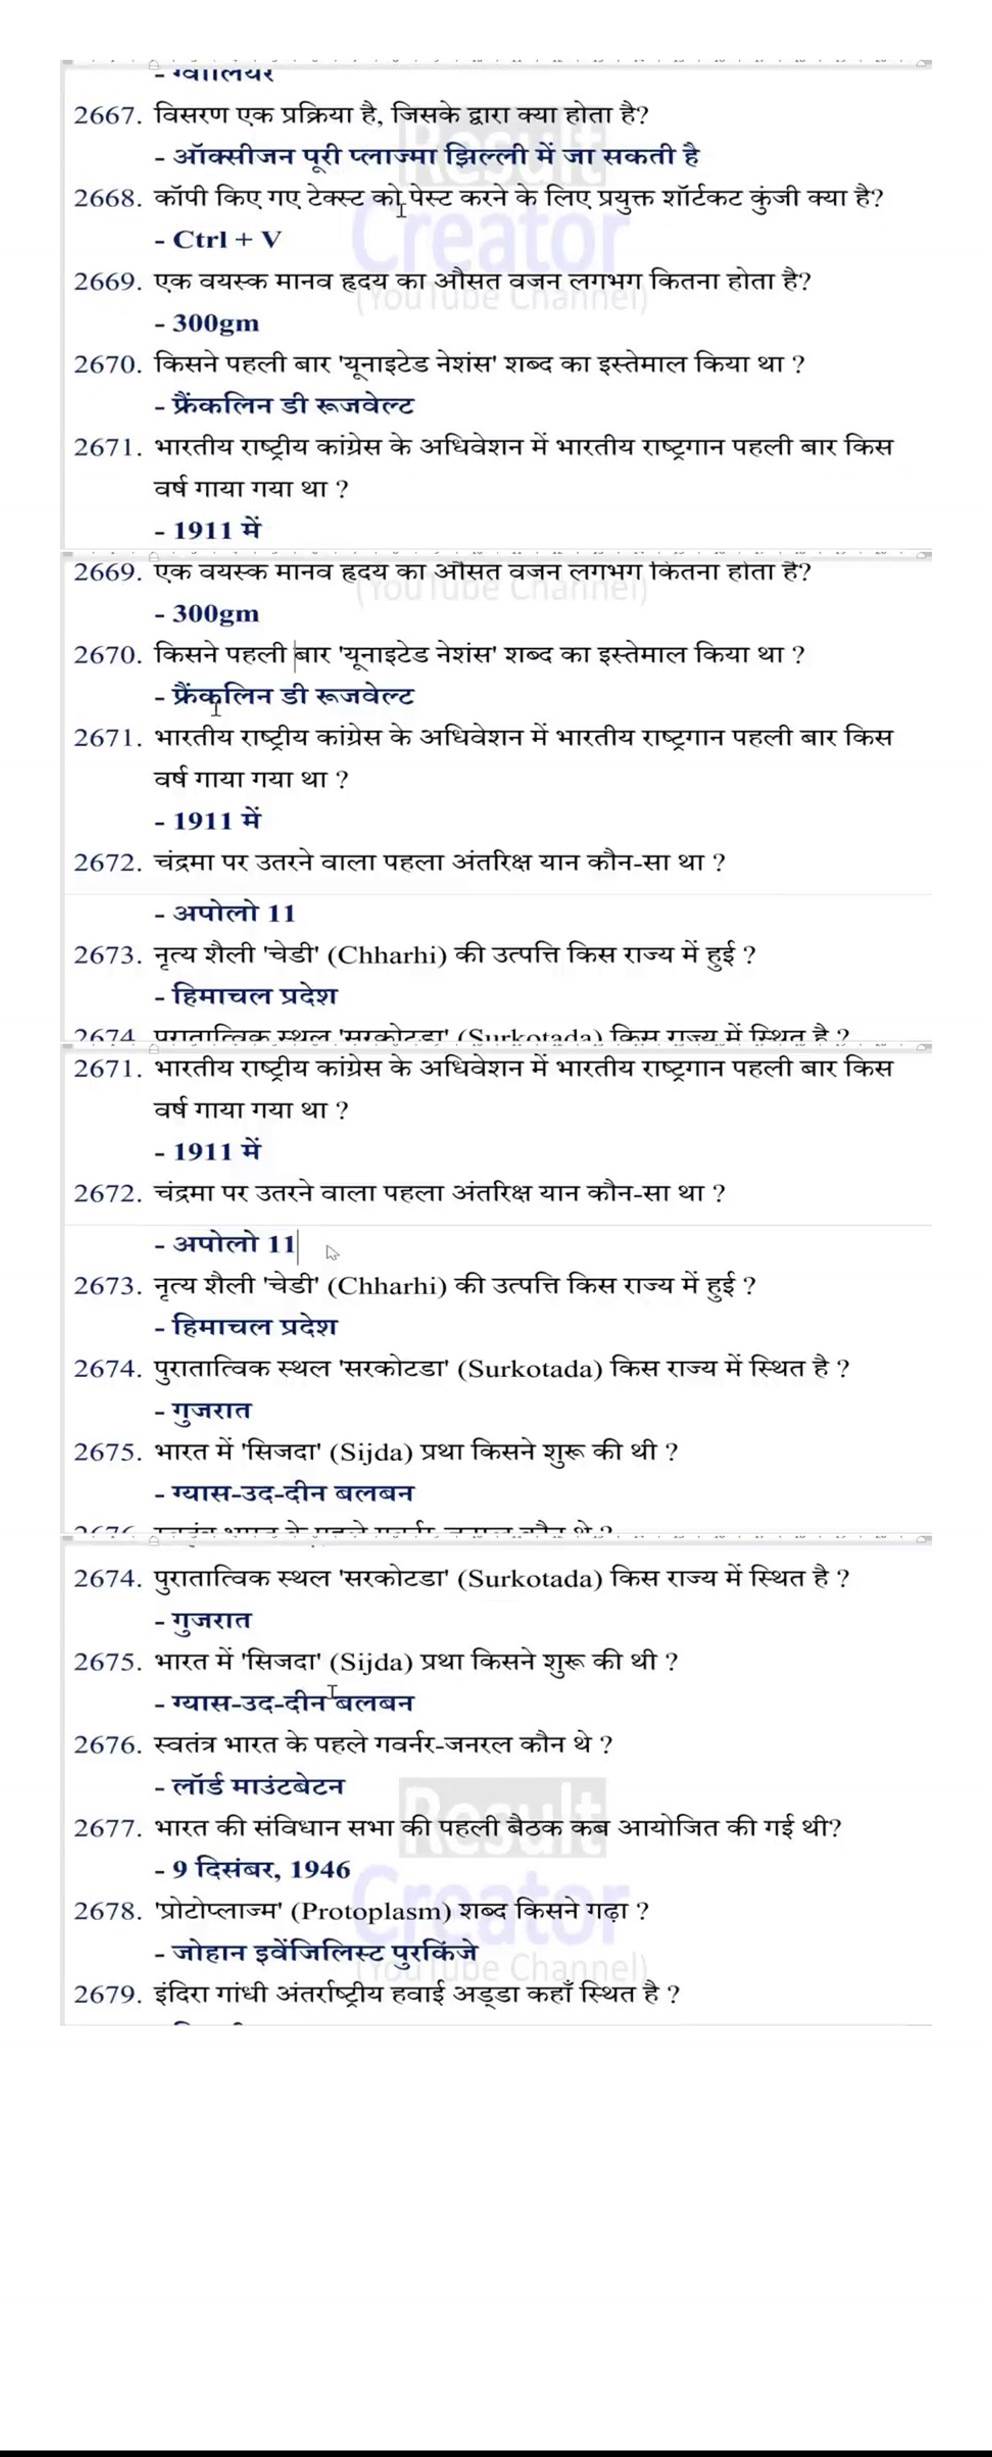 - ग्वालियर
2667. विसरण एक प्रक्रिया है, जिसके द्वारा क्या होता है?
- ऑक्सीजन पूरी प्लाज्मा झिल्ली में जा सकती है
2668. कॉपी किए गए टेक्स्ट को पेस्ट करने के लिए प्रयुक्त शॉर्टकट कुंजी क्या है?
- Ctrl + V
2669. एक वयस्क मानव हृदय का औसत वजन लगभग कितना होता है?
- 300gm
2670. किसने पहली बार 'यूनाइटेड नेशंस' शब्द का इस्तेमाल किया था ?
- फ्रैंकलिन डी रूजवेल्ट
2671. भारतीय राष्ट्रीय कांग्रेस के अधिवेशन में भारतीय राष्ट्रगान पहली बार किस
वर्ष गाया गया था ?
- 1911 में
2669. एक वयस्क मानव हृदय का औसत वजन लगभग कितना होता है?
- 300gm
2670. किसने पहली बार 'यूनाइटेड नेशंस' शब्द का इस्तेमाल किया था ?
- फ्रैंकलिन डी रूजवेल्ट
2671. भारतीय राष्ट्रीय कांग्रेस के अधिवेशन में भारतीय राष्ट्रगान पहली बार किस
वर्ष गाया गया था ?
- 1911 में
2672. चंद्रमा पर उतरने वाला पहला अंतरिक्ष यान कौन-सा था ?
- अपोलो 11
2673. नृत्य शैली 'चेडी' (Chharhi) की उत्पत्ति किस राज्य में हुई ?
- हिमाचल प्रदेश
2674. पुरातात्विक स्थल 'सरकोटडा' (Surkotada) किस राज्य में स्थित है ?
2671. भारतीय राष्ट्रीय कांग्रेस के अधिवेशन में भारतीय राष्ट्रगान पहली बार किस
वर्ष गाया गया था ?
- 1911 में
2672. चंद्रमा पर उतरने वाला पहला अंतरिक्ष यान कौन-सा था ?
- अपोलो 11
2673. नृत्य शैली 'चेडी' (Chharhi) की उत्पत्ति किस राज्य में हुई ?
- हिमाचल प्रदेश
2674. पुरातात्विक स्थल 'सरकोटडा' (Surkotada) किस राज्य में स्थित है ?
- गुजरात
2675. भारत में 'सिजदा' (Sijda) प्रथा किसने शुरू की थी ?
- ग्यास-उद-दीन बलबन
2676. स्वतंत्र भारत के पहले गवर्नर-जनरल कौन थे ?
2674. पुरातात्विक स्थल 'सरकोटडा' (Surkotada) किस राज्य में स्थित है ?
- गुजरात
2675. भारत में 'सिजदा' (Sijda) प्रथा किसने शुरू की थी ?
- ग्यास-उद-दीन बलबन
2676. स्वतंत्र भारत के पहले गवर्नर-जनरल कौन थे ?
- लॉर्ड माउंटबेटन
2677. भारत की संविधान सभा की पहली बैठक कब आयोजित की गई थी?
- 9 दिसंबर, 1946
2678. 'प्रोटोप्लाज्म' (Protoplasm) शब्द किसने गढ़ा ?
- जोहान इवेंजिलिस्ट पुरकिंजे
2679. इंदिरा गांधी अंतर्राष्ट्रीय हवाई अड्डा कहाँ स्थित है ?
Result
Creator
(YouTube Channel)
(YouTube Channel)
Result
Creator
(YouTube Channel)